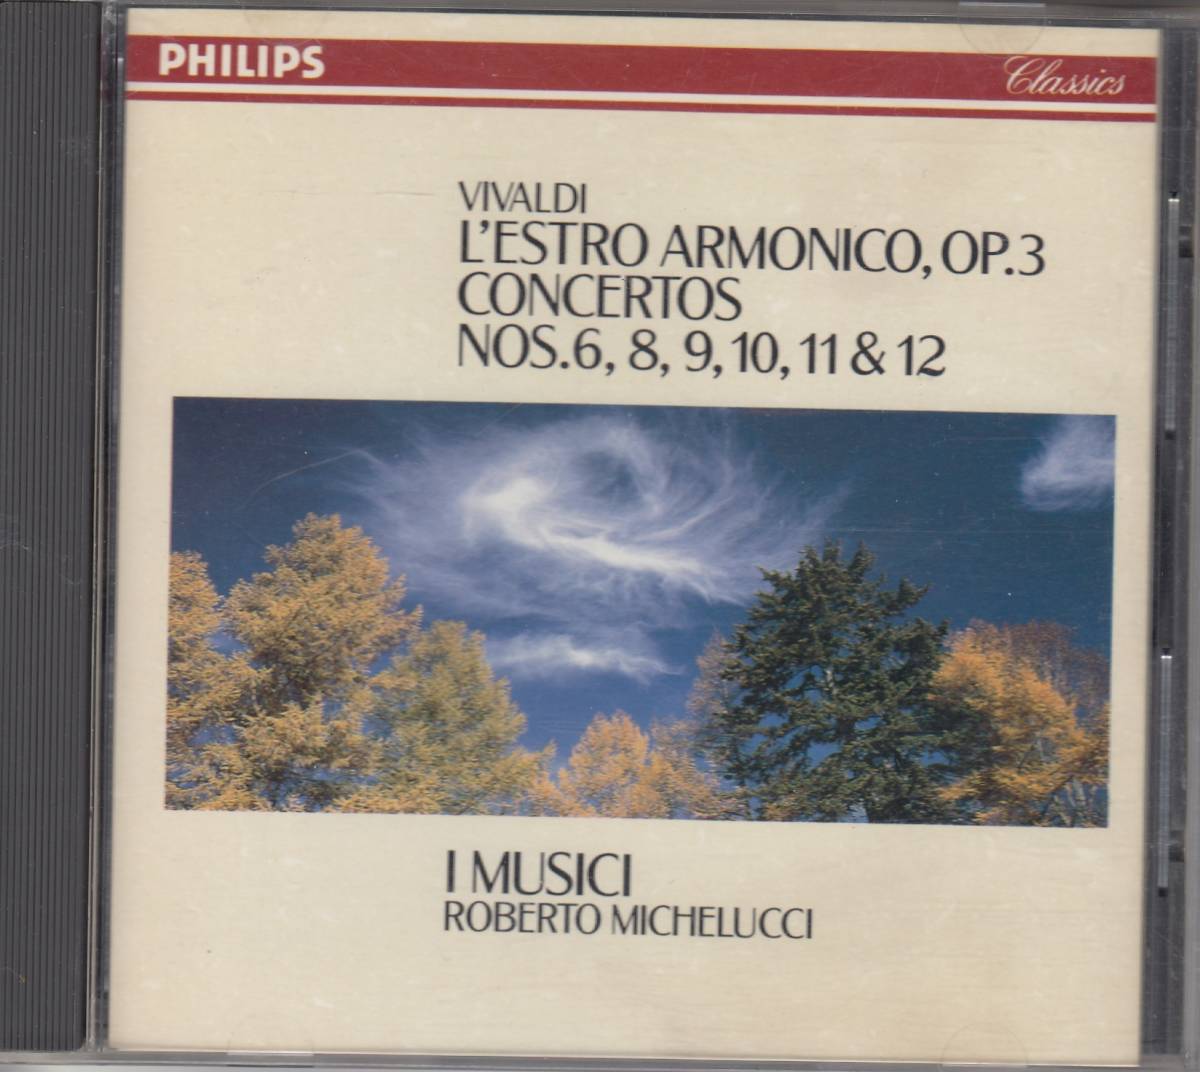 PHILIPS
Classics
VIVALDI
L'ESTRO ARMONICO, OP.3
CONCERTOS
NOS.6, 8, 9, 10, 11 & 12
I MUSICI
ROBERTO MICHELUCCI